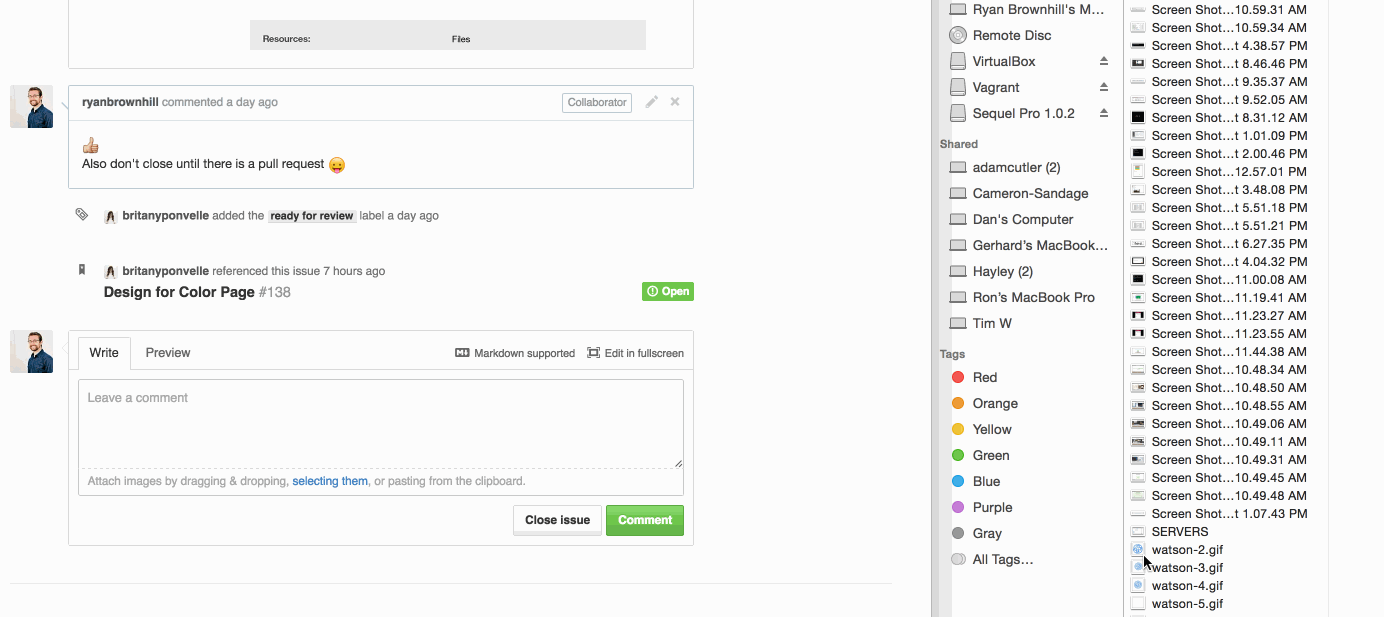 Resources:
Files
ryanbrownhill commented a day ago
Collaborator
Also don't close until there is a pull request
britanyponvelle added the ready for review label a day ago
britanyponvelle referenced this issue 7 hours ago
Design for Color Page #138
Open
Write
Preview
Markdown supported
Edit in fullscreen
Leave a comment
Attach images by dragging & dropping, selecting them, or pasting from the clipboard.
Close issue
Comment
Ryan Brownhill's M...
Remote Disc
VirtualBox
Vagrant
Sequel Pro 1.0.2
Shared
adamcutler (2)
Cameron-Sandage
Dan's Computer
Gerhard's MacBook...
Hayley (2)
Ron's MacBook Pro
Tim W
Tags
Red
Orange
Yellow
Green
Blue
Purple
Gray
All Tags...
Screen Shot...10.59.31 AM
Screen Shot...10.59.34 AM
Screen Shot...t 4.38.57 PM
Screen Shot...t 8.46.46 PM
Screen Shot...t 9.35.37 AM
Screen Shot...t 9.52.05 AM
Screen Shot...t 8.31.12 AM
Screen Shot...t 1.01.09 PM
Screen Shot...t 2.00.46 PM
Screen Shot...12.57.01 PM
Screen Shot...t 3.48.08 PM
Screen Shot...t 5.51.18 PM
Screen Shot...t 5.51.21 PM
Screen Shot...t 6.27.35 PM
Screen Shot...t 4.04.32 PM
Screen Shot...11.00.08 AM
Screen Shot...11.19.41 AM
Screen Shot...11.23.27 AM
Screen Shot...11.23.55 AM
Screen Shot...11.44.38 AM
Screen Shot...10.48.34 AM
Screen Shot...10.48.50 AM
Screen Shot...10.48.55 AM
Screen Shot...10.49.06 AM
Screen Shot...10.49.11 AM
Screen Shot...10.49.31 AM
Screen Shot...10.49.45 AM
Screen Shot...10.49.48 AM
Screen Shot...t 1.07.43 PM
SERVERS
watson-2.gif
watson-3.gif
watson-4.gif
watson-5.gif